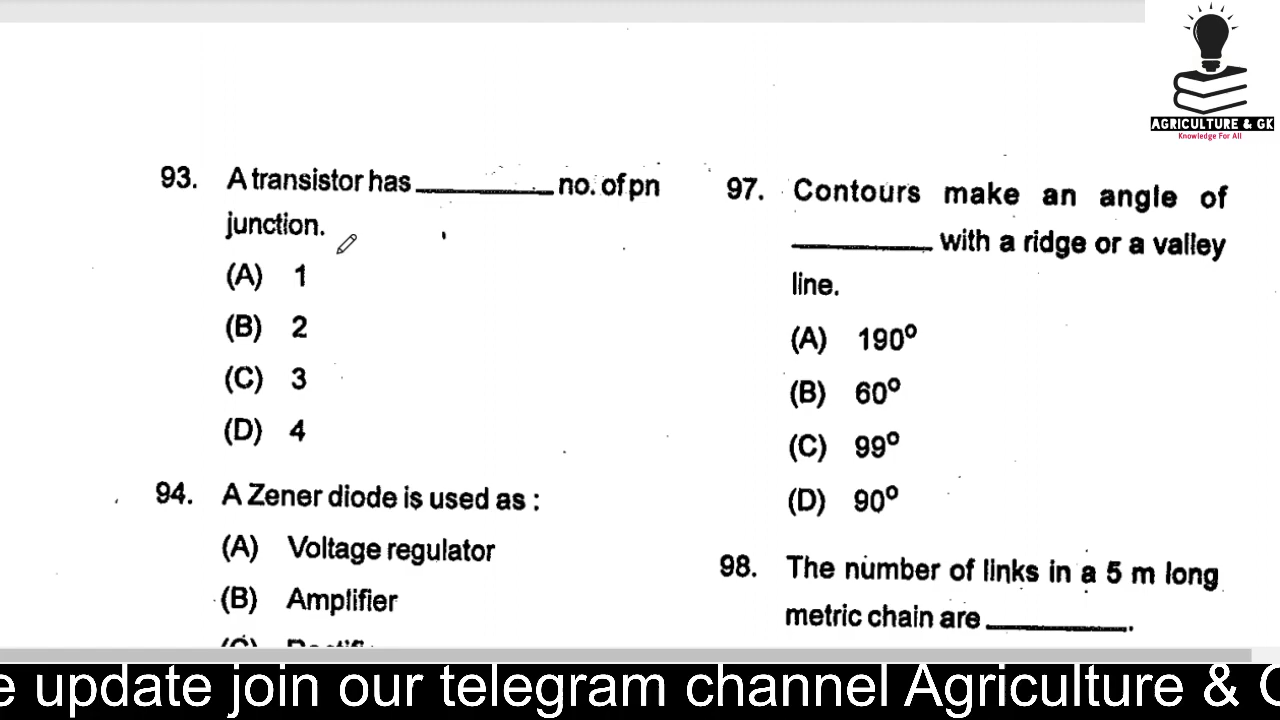 AGRICULTURE & GK
Knowledge For All
93. A transistor has ________ no. of pn
junction.
(A) 1
(B) 2
(C) 3
(D) 4
94. A Zener diode is used as :
(A) Voltage regulator
(B) Amplifier
97. Contours make an angle of
________ with a ridge or a valley
line.
(A) 190°
(B) 60°
(C) 99°
(D) 90°
98. The number of links in a 5 m long
metric chain are ________.
e update join our telegram channel Agriculture & G